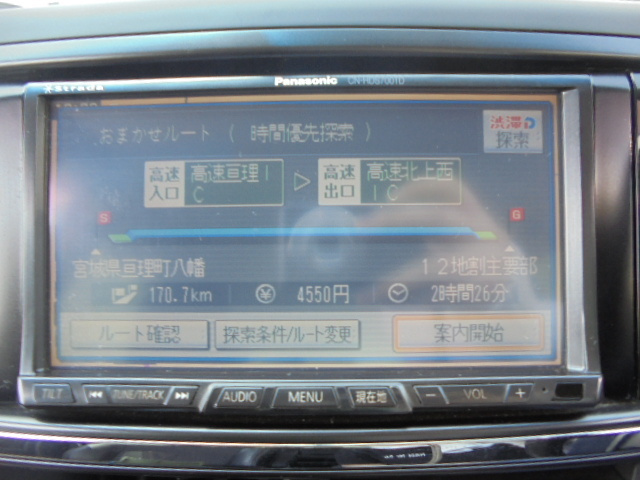 Strada Panasonic CN-HDS700TD
おまかせルート ( 時間優先探索 )
渋滞D
探索
高速入口 高速亘理IC ▷ 高速出口 高速北上西IC
S G
宮城県亘理町八幡 12地割主要部
170.7km ¥ 4550円 2時間26分
ルート確認 探索条件/ルート変更 案内開始
TILT TUNE/TRACK AUDIO MENU 現在地 − VOL +